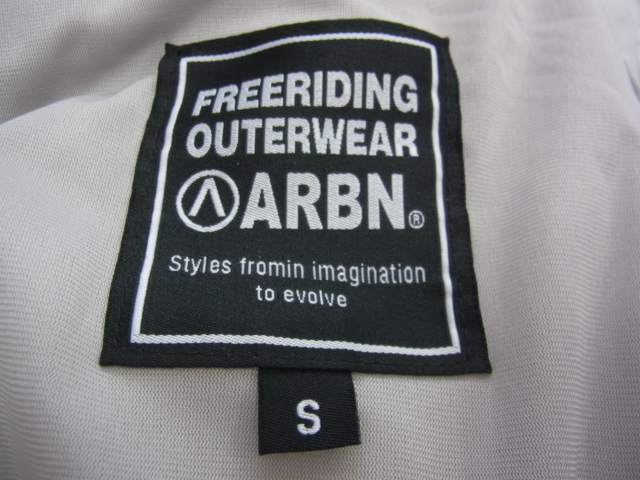 FREERIDING
OUTERWEAR
ARBN®
Styles fromin imagination
to evolve
S